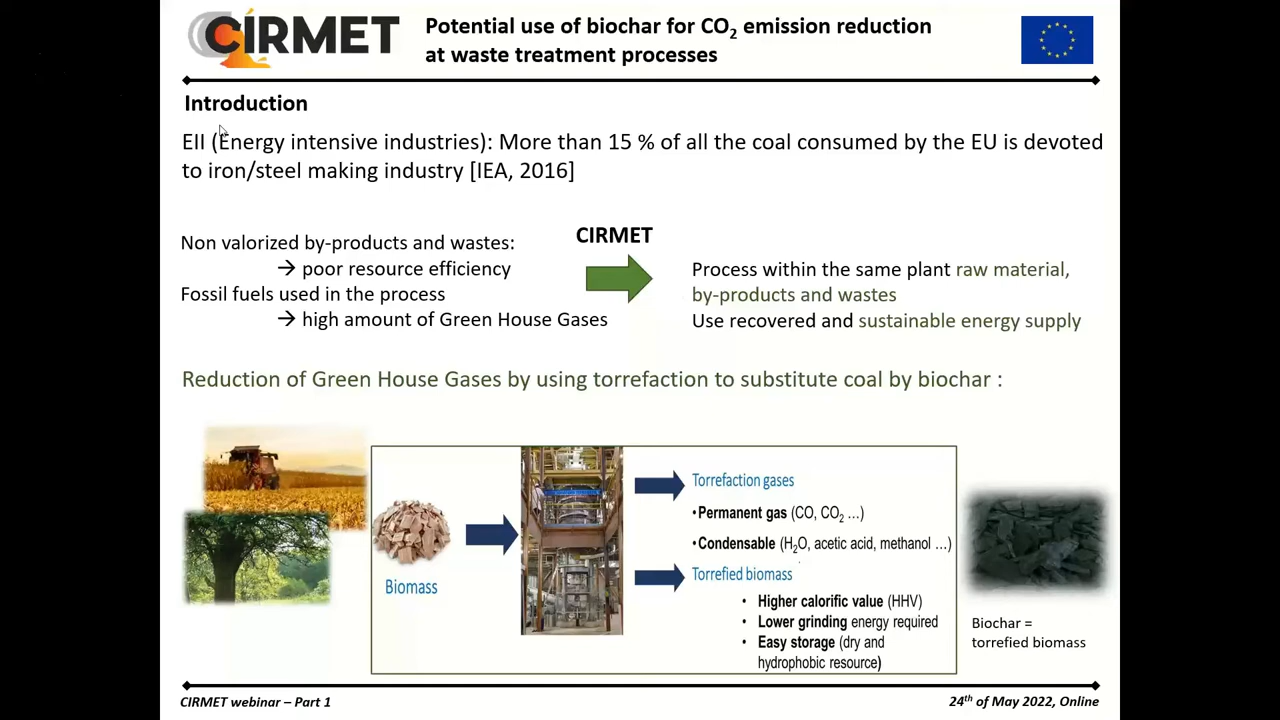 CIRMET
Potential use of biochar for CO₂ emission reduction
at waste treatment processes
Introduction
EII (Energy intensive industries): More than 15 % of all the coal consumed by the EU is devoted
to iron/steel making industry [IEA, 2016]
Non valorized by-products and wastes:
→ poor resource efficiency
Fossil fuels used in the process
→ high amount of Green House Gases
CIRMET
Process within the same plant raw material,
by-products and wastes
Use recovered and sustainable energy supply
Reduction of Green House Gases by using torrefaction to substitute coal by biochar :
Biomass
Torrefaction gases
•Permanent gas (CO, CO₂ ...)
•Condensable (H₂O, acetic acid, methanol ...)
Torrefied biomass
• Higher calorific value (HHV)
• Lower grinding energy required
• Easy storage (dry and
hydrophobic resource)
Biochar =
torrefied biomass
CIRMET webinar – Part 1
24th of May 2022, Online